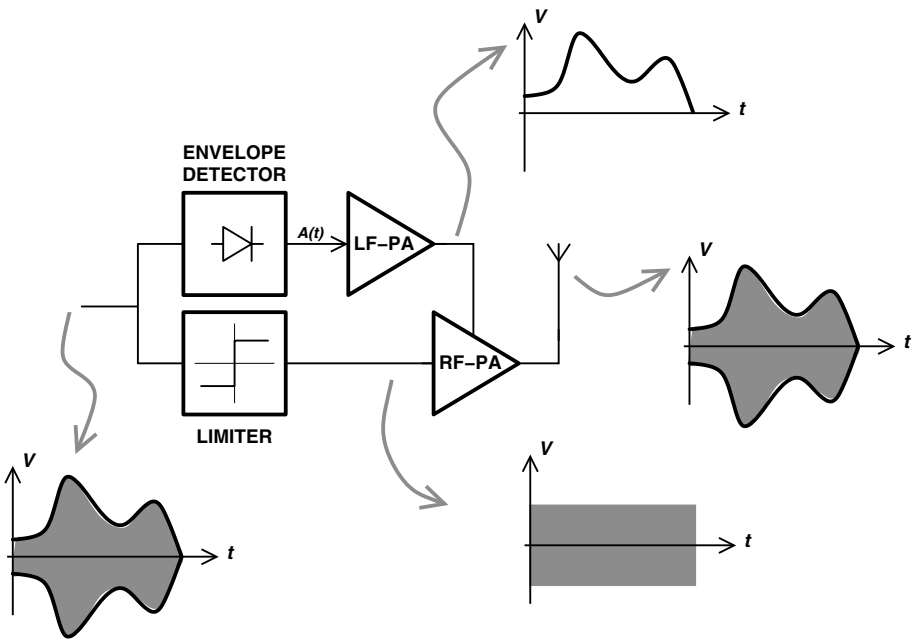 V
t
ENVELOPE
DETECTOR
A(t)
LF-PA
V
t
RF-PA
LIMITER
V
t
V
t